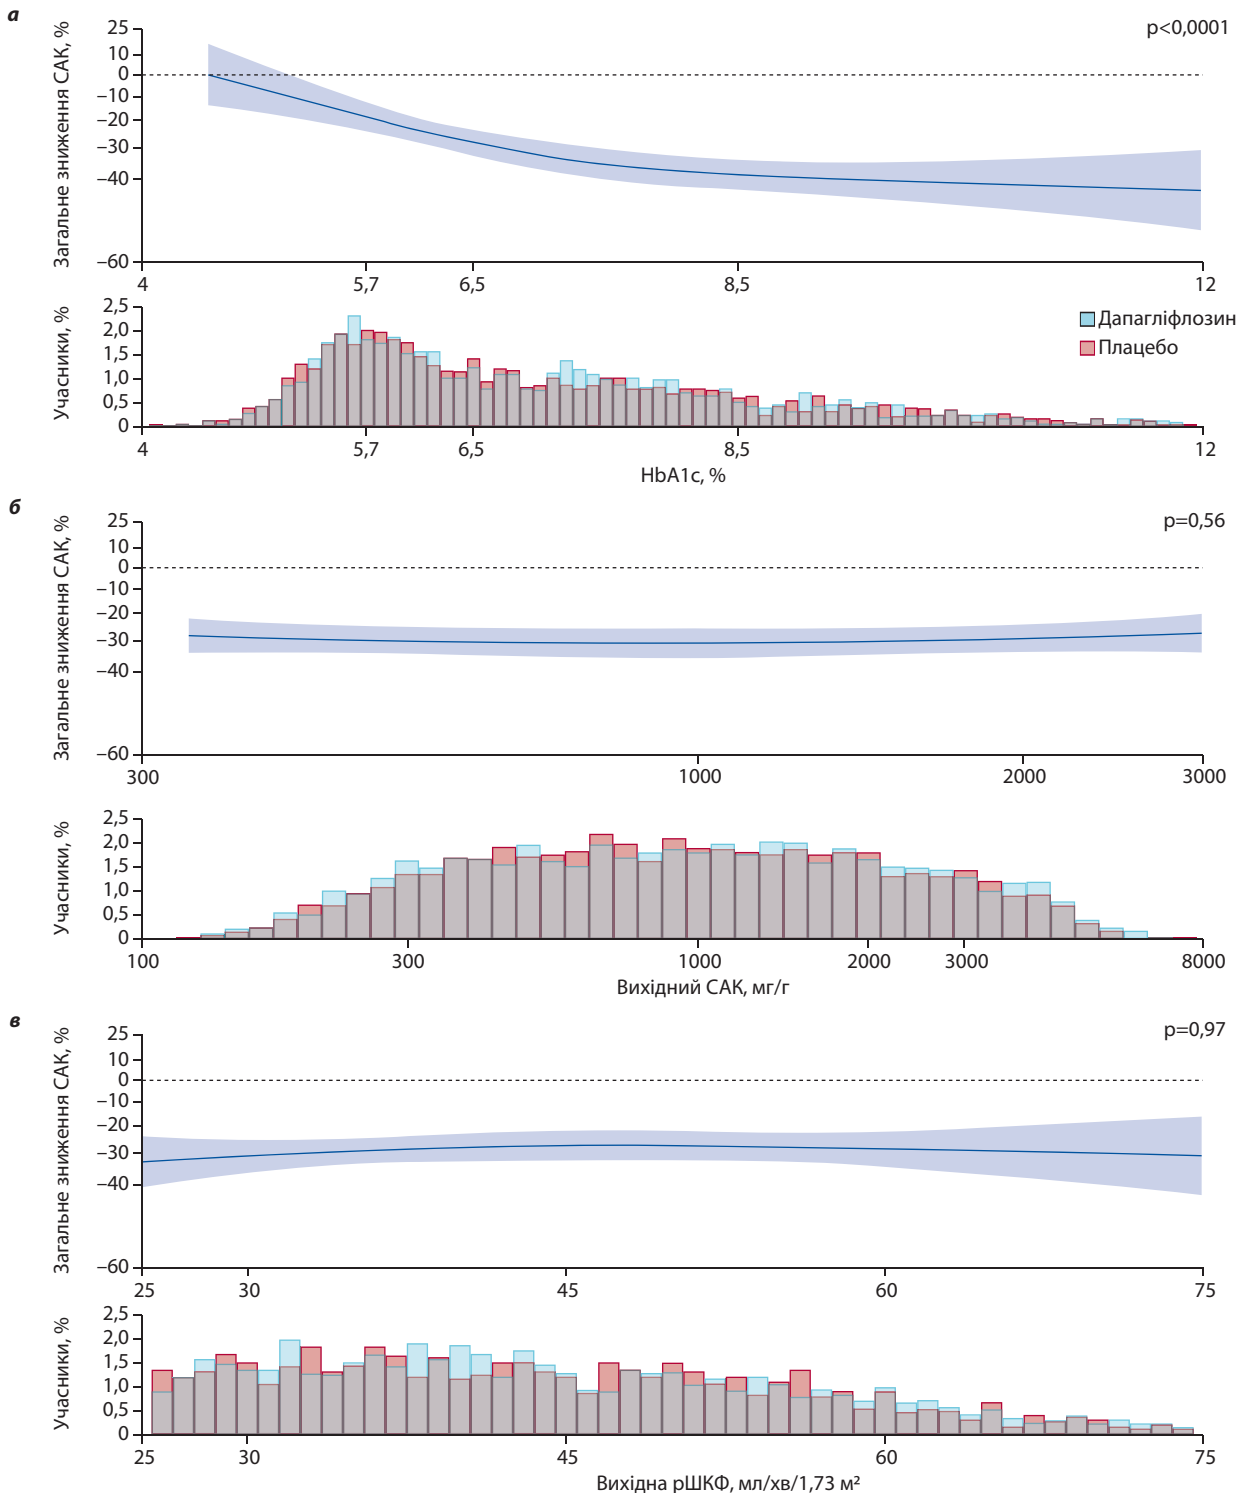 а
Загальне зниження САК, %
25
10
0
–10
–20
–30
–40
–60
p<0,0001
4 5,7 6,5 8,5 12
Учасники, %
2,5
2,0
1,5
1,0
0,5
0
Дапагліфлозин
Плацебо
4 5,7 6,5 8,5 12
HbA1c, %
б
Загальне зниження САК, %
25
10
0
–10
–20
–30
–40
–60
p=0,56
300 1000 2000 3000
Учасники, %
2,5
2,0
1,5
1,0
0,5
0
100 300 1000 2000 3000 8000
Вихідний САК, мг/г
в
Загальне зниження САК, %
25
10
0
–10
–20
–30
–40
–60
p=0,97
25 30 45 60 75
Учасники, %
2,5
2,0
1,5
1,0
0,5
0
25 30 45 60 75
Вихідна рШКФ, мл/хв/1,73 м²